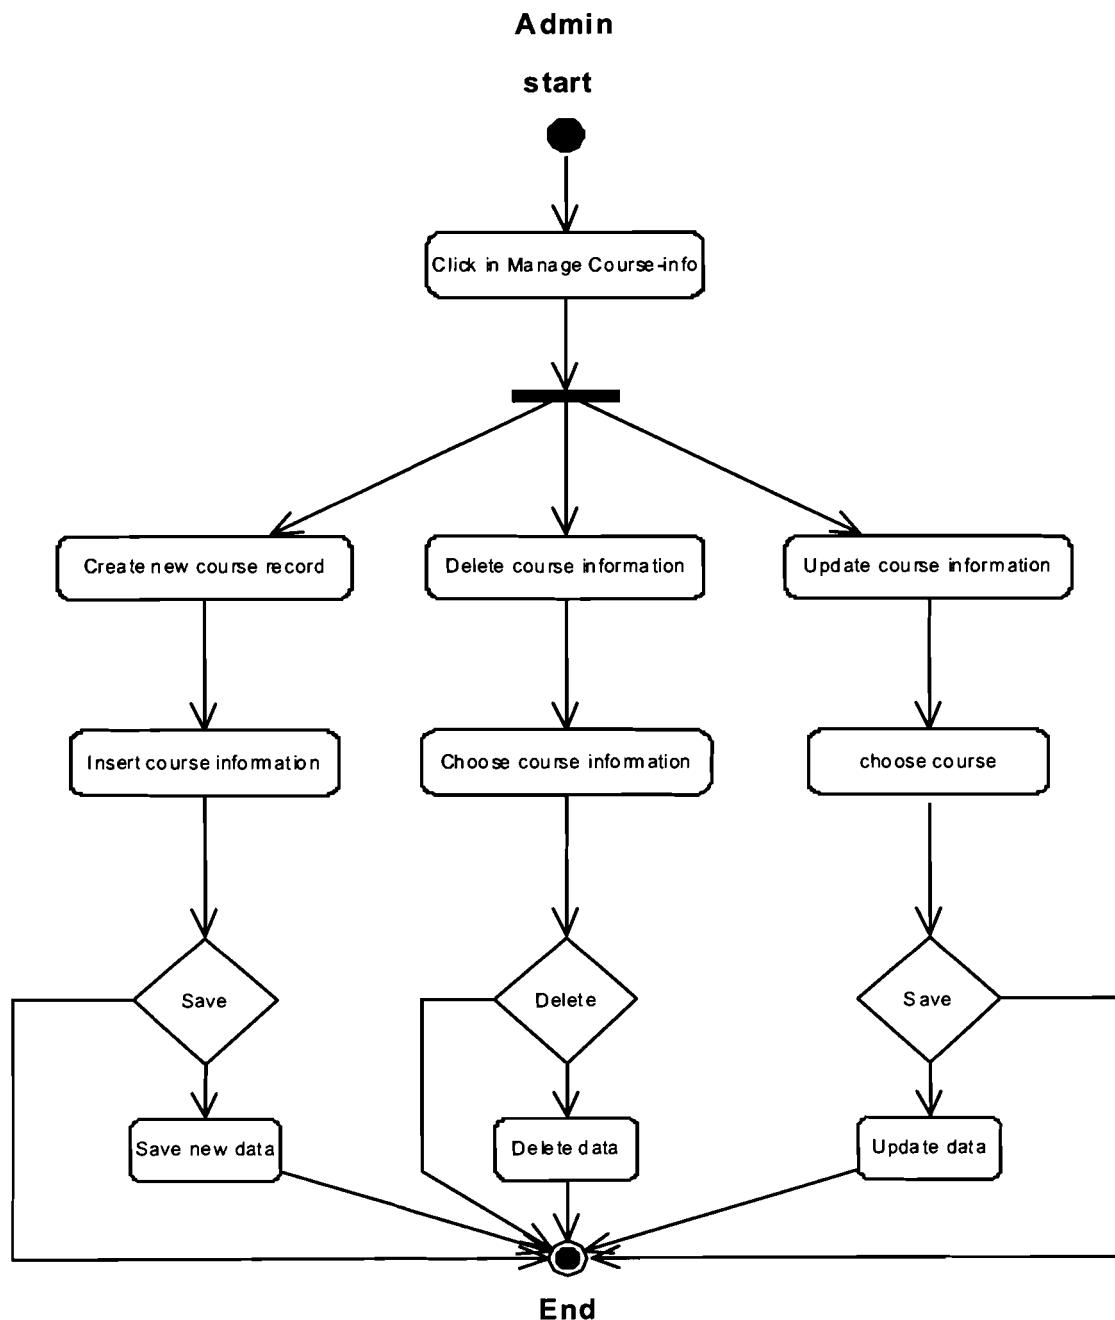 Admin
start
Click in Manage Course-info
Create new course record
Delete course information
Update course information
Insert course information
Choose course information
choose course
Save
Delete
Save
Save new data
Delete data
Update data
End